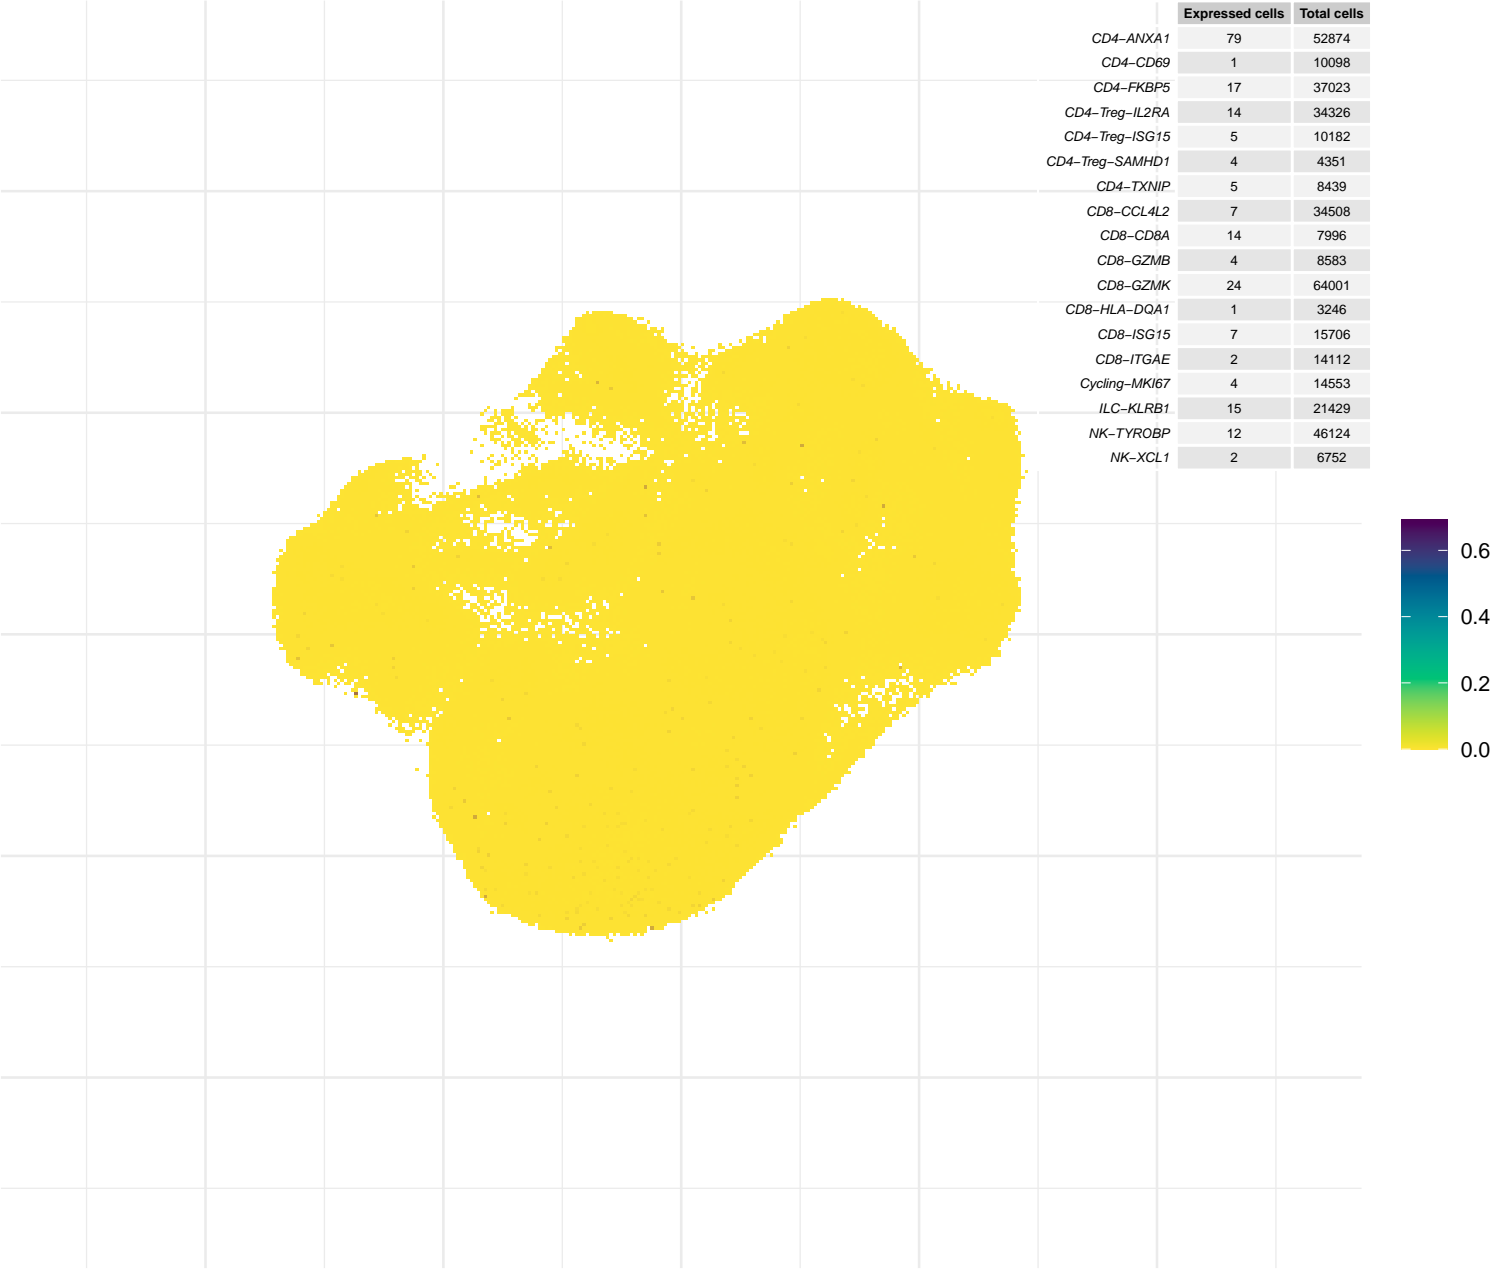 Expressed cells Total cells
CD4−ANXA1 79 52874
CD4−CD69 1 10098
CD4−FKBP5 17 37023
CD4−Treg−IL2RA 14 34326
CD4−Treg−ISG15 5 10182
CD4−Treg−SAMHD1 4 4351
CD4−TXNIP 5 8439
CD8−CCL4L2 7 34508
CD8−CD8A 14 7996
CD8−GZMB 4 8583
CD8−GZMK 24 64001
CD8−HLA−DQA1 1 3246
CD8−ISG15 7 15706
CD8−ITGAE 2 14112
Cycling−MKI67 4 14553
ILC−KLRB1 15 21429
NK−TYROBP 12 46124
NK−XCL1 2 6752
0.6
0.4
0.2
0.0